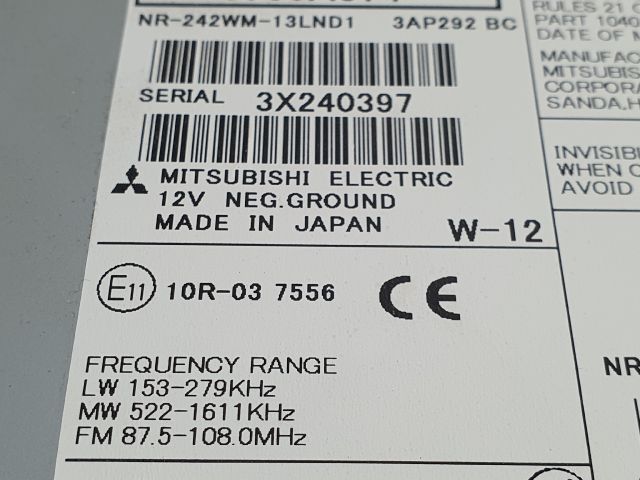 NR-242WM-13LND1 3AP292 BC
SERIAL 3X240397
MITSUBISHI ELECTRIC
12V NEG.GROUND
MADE IN JAPAN W-12
E11 10R-03 7556 CE
FREQUENCY RANGE
LW 153-279KHz
MW 522-1611KHz
FM 87.5-108.0MHz
RULES 21 C
PART 1040
DATE OF M
MANUFAC
MITSUBIS
CORPORA
SANDA,H
INVISIBL
WHEN O
AVOID
NR